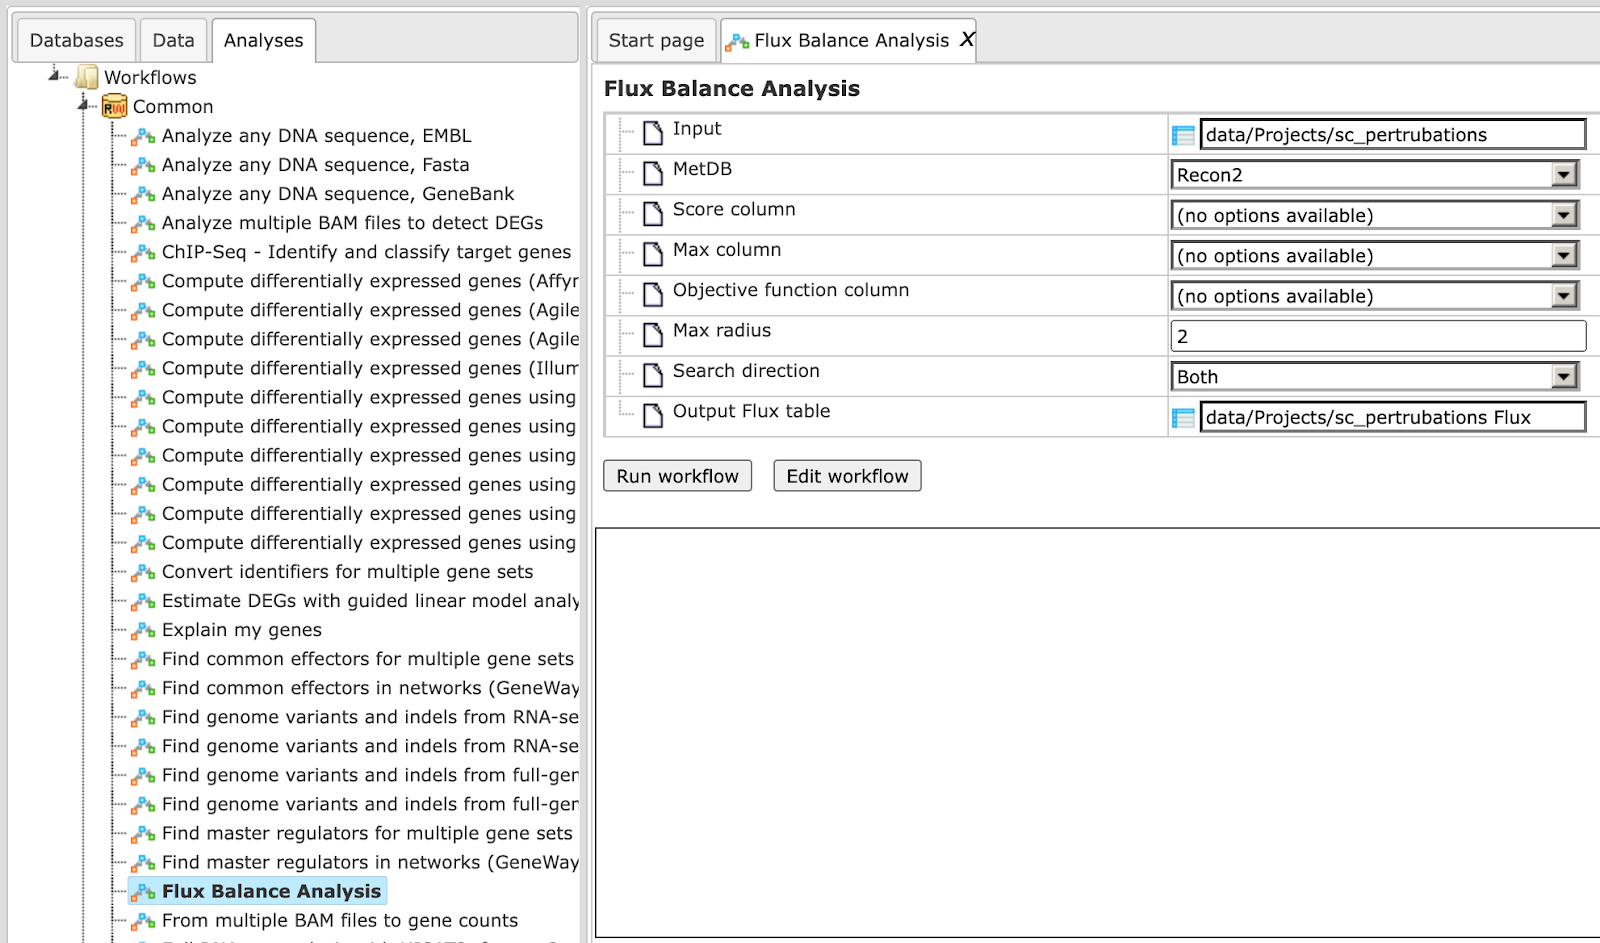 Databases
Data
Analyses
Workflows
Common
Analyze any DNA sequence, EMBL
Analyze any DNA sequence, Fasta
Analyze any DNA sequence, GeneBank
Analyze multiple BAM files to detect DEGs
ChIP-Seq - Identify and classify target genes
Compute differentially expressed genes (Affyr
Compute differentially expressed genes (Agile
Compute differentially expressed genes (Agile
Compute differentially expressed genes (Illum
Compute differentially expressed genes using
Compute differentially expressed genes using
Compute differentially expressed genes using
Compute differentially expressed genes using
Compute differentially expressed genes using
Compute differentially expressed genes using
Convert identifiers for multiple gene sets
Estimate DEGs with guided linear model analy
Explain my genes
Find common effectors for multiple gene sets
Find common effectors in networks (GeneWay
Find genome variants and indels from RNA-se
Find genome variants and indels from RNA-se
Find genome variants and indels from full-gen
Find genome variants and indels from full-gen
Find master regulators for multiple gene sets
Find master regulators in networks (GeneWay
Flux Balance Analysis
From multiple BAM files to gene counts
Start page
Flux Balance Analysis X
Flux Balance Analysis
Input data/Projects/sc_pertrubations
MetDB Recon2
Score column (no options available)
Max column (no options available)
Objective function column (no options available)
Max radius 2
Search direction Both
Output Flux table data/Projects/sc_pertrubations Flux
Run workflow
Edit workflow